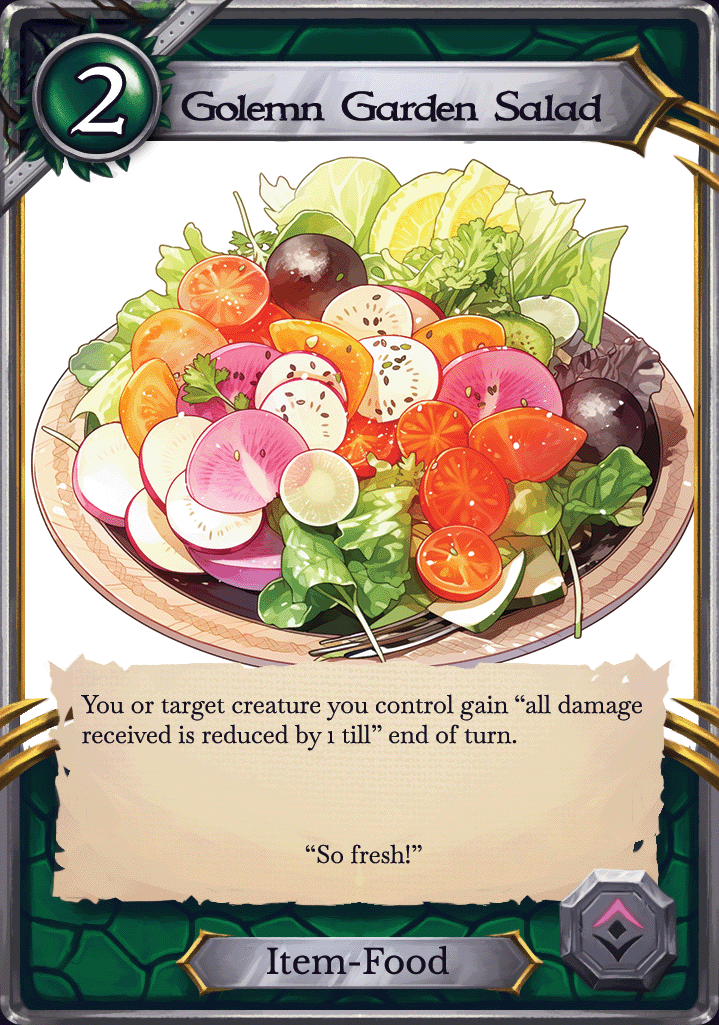 2
Golemn Garden Salad
You or target creature you control gain “all damage
received is reduced by 1 till” end of turn.
“So fresh!”
Item-Food